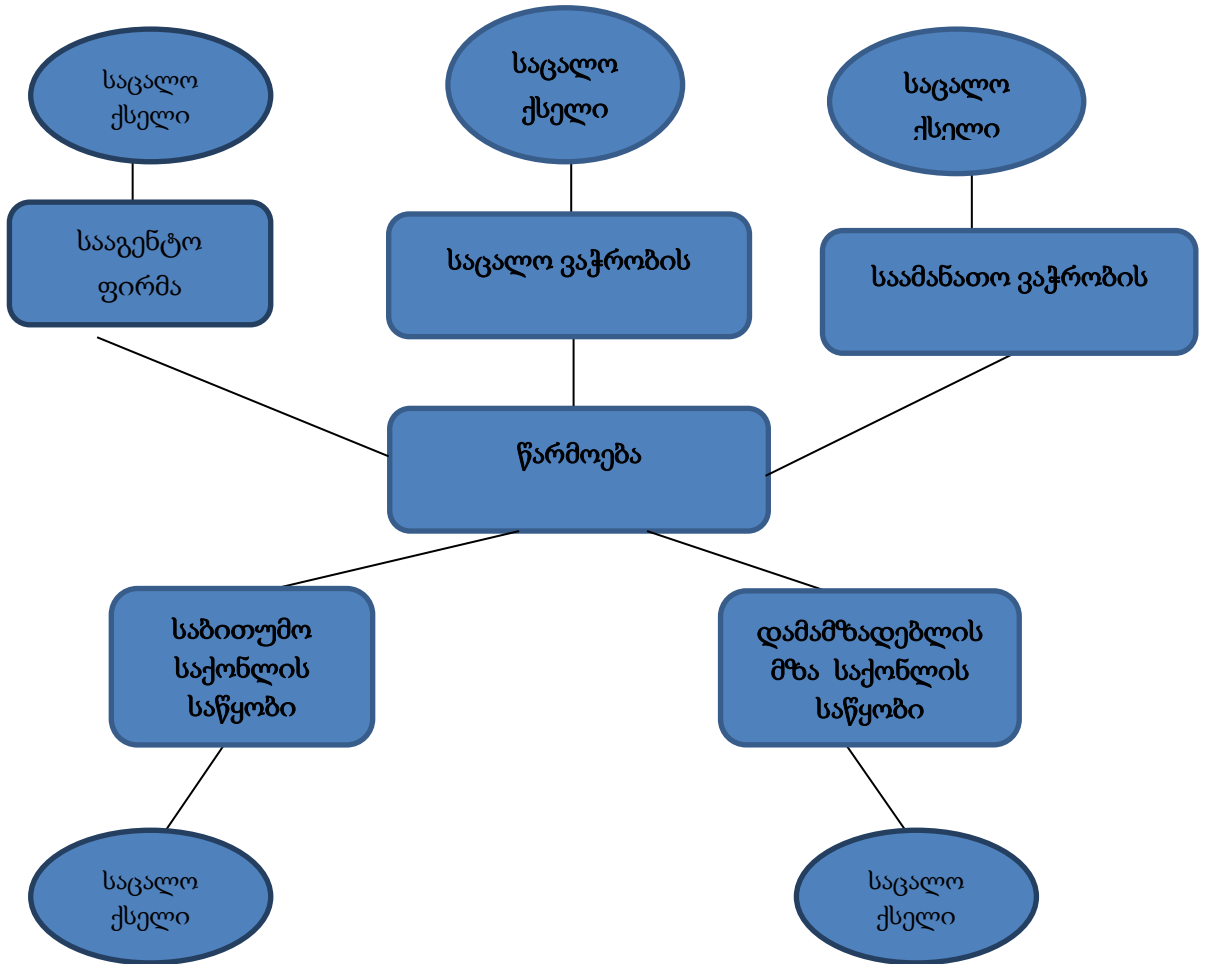 საცალო
ქსელი
საცალო
ქსელი
საცალო
ქსელი
სააგენტო
ფირმა
საცალო ვაჭრობის
საამანათო ვაჭრობის
წარმოება
საბითუმო
საქონლის
საწყობი
დამამზადებლის
მზა საქონლის
საწყობი
საცალო
ქსელი
საცალო
ქსელი